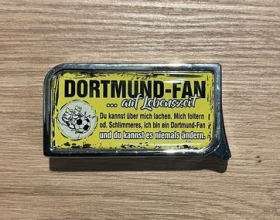 DORTMUND-FAN
... auf Lebenszeit
Du kannst über mich lachen. Mich foltern
od. Schlimmeres, ich bin ein Dortmund-Fan
und du kannst es niemals ändern.